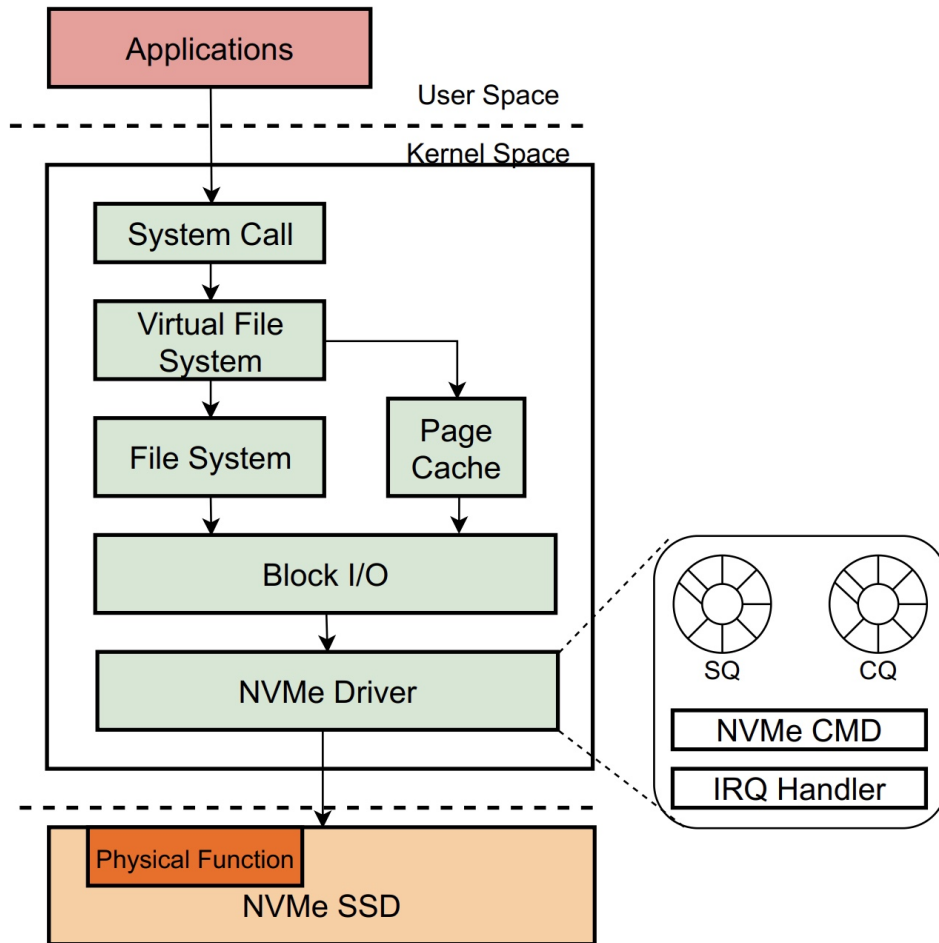 Applications
User Space
Kernel Space
System Call
Virtual File
System
File System
Page
Cache
Block I/O
NVMe Driver
SQ
CQ
NVMe CMD
IRQ Handler
Physical Function
NVMe SSD